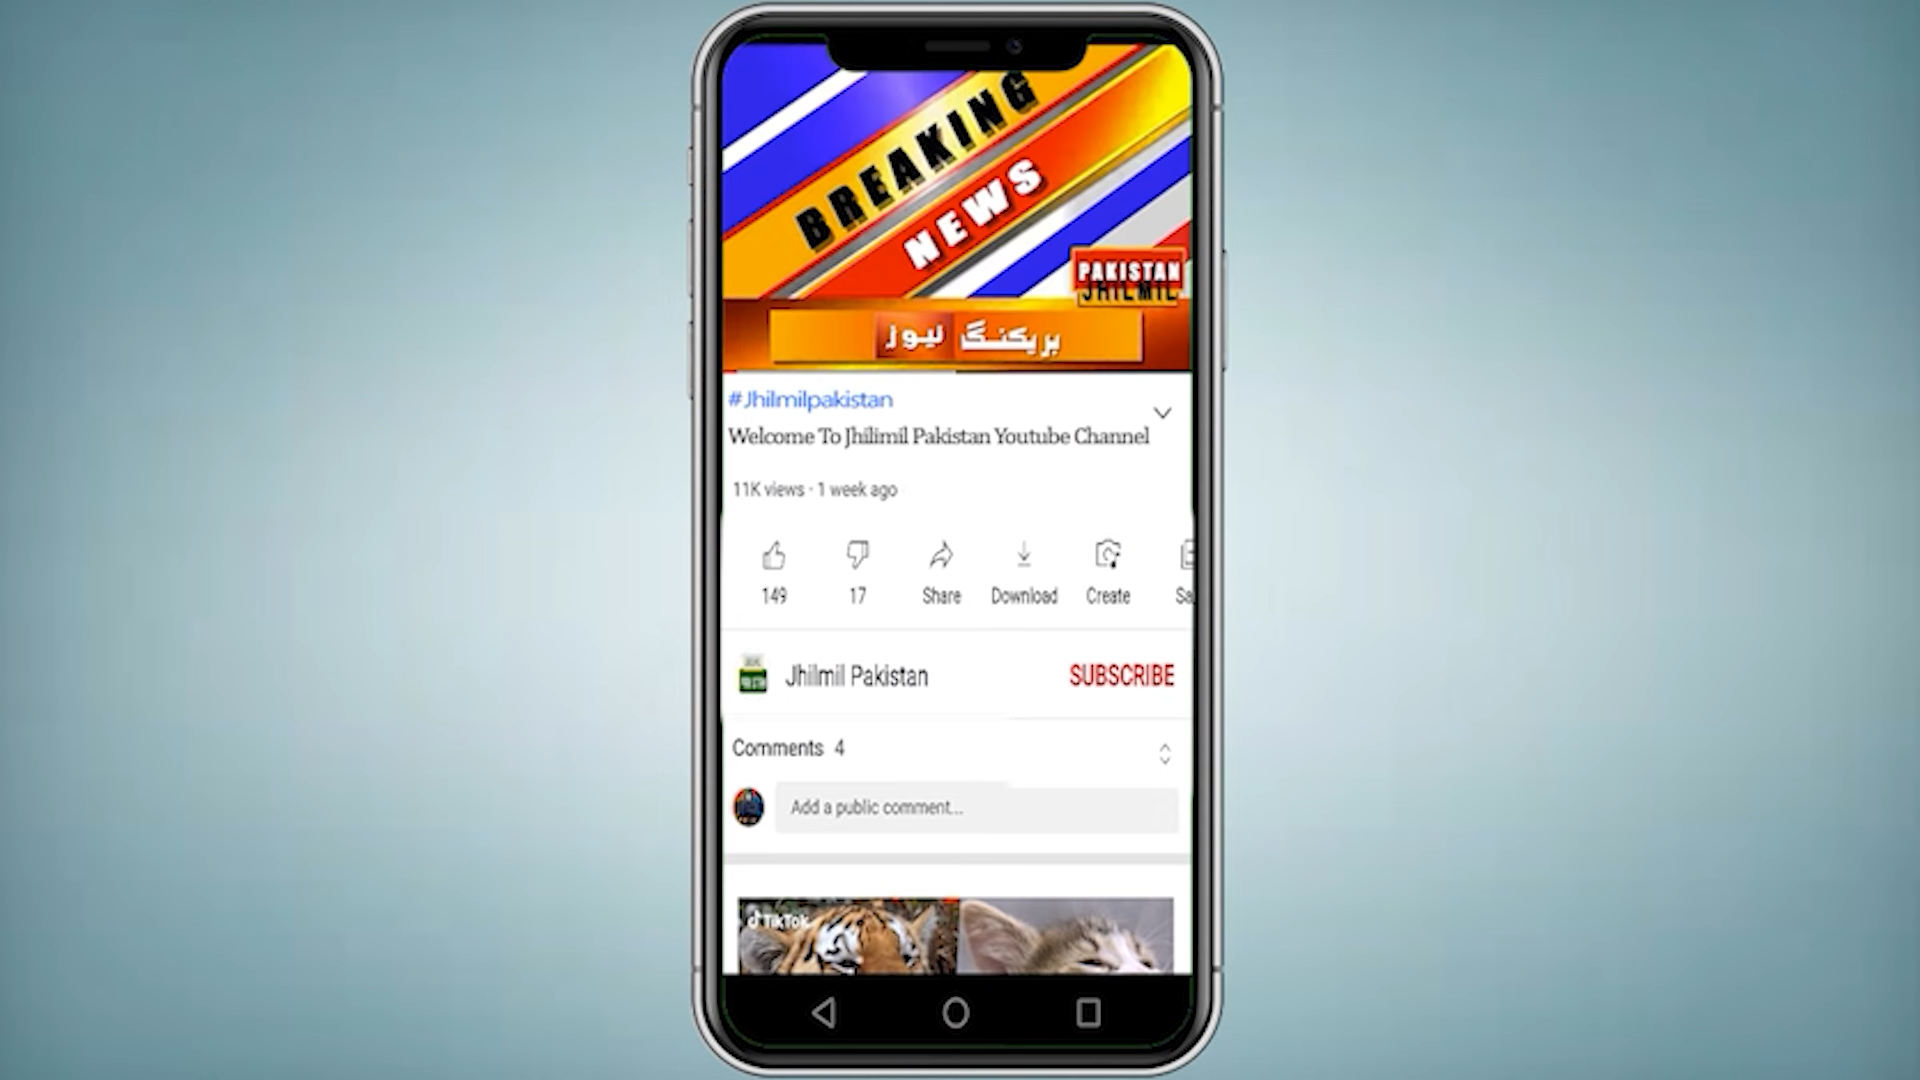 BREAKING
NEWS
PAKISTAN
JHILMIL
بریکنگ نیوز
#Jhilmilpakistan
Welcome To Jhilimil Pakistan Youtube Channel
11K views · 1 week ago
149
17
Share
Download
Create
Sa
Jhilmil Pakistan
SUBSCRIBE
Comments 4
Add a public comment...
TikTok